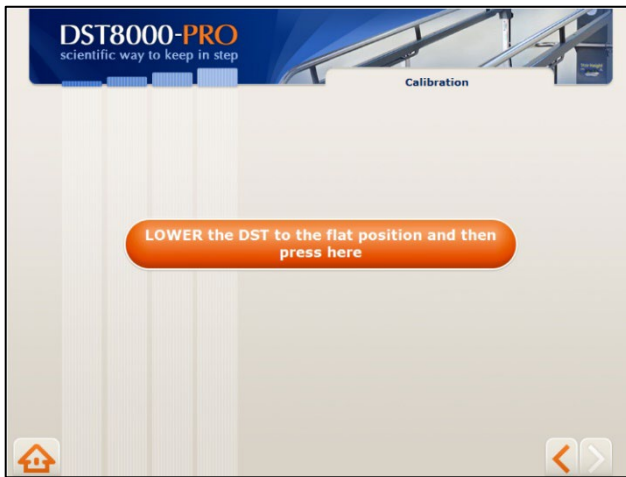 DST8000-PRO
scientific way to keep in step
Calibration
LOWER the DST to the flat position and then
press here